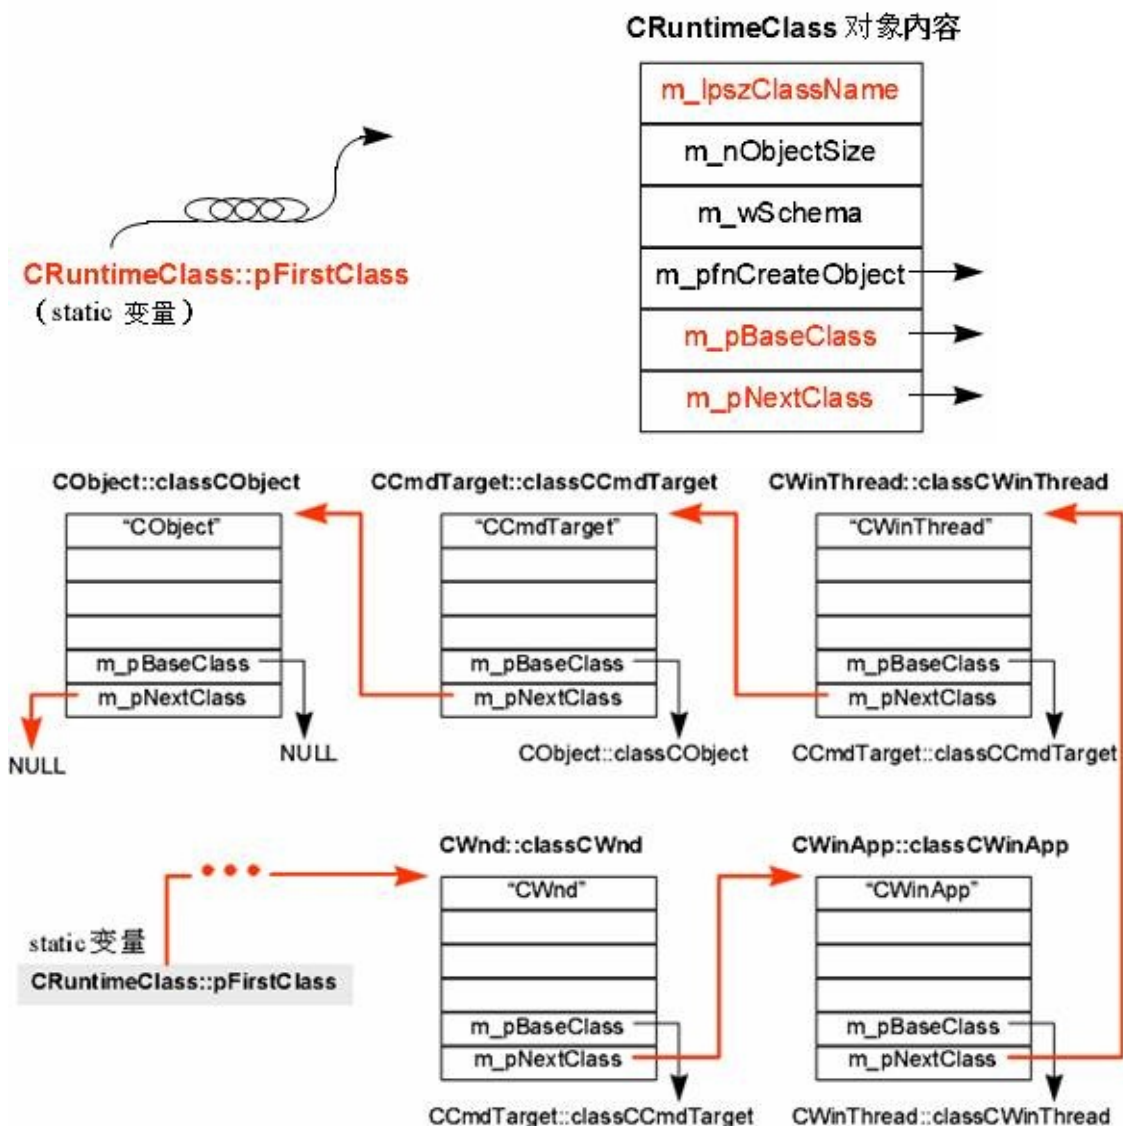 CRuntimeClass 对象内容
m_lpszClassName
m_nObjectSize
m_wSchema
m_pfnCreateObject
m_pBaseClass
m_pNextClass
CRuntimeClass::pFirstClass
（static 变量）
CObject::classCObject
"CObject"
m_pBaseClass
m_pNextClass
NULL
NULL
CCmdTarget::classCCmdTarget
"CCmdTarget"
m_pBaseClass
m_pNextClass
CObject::classCObject
CWinThread::classCWinThread
"CWinThread"
m_pBaseClass
m_pNextClass
CCmdTarget::classCCmdTarget
static 变量
CRuntimeClass::pFirstClass
CWnd::classCWnd
"CWnd"
m_pBaseClass
m_pNextClass
CCmdTarget::classCCmdTarget
CWinApp::classCWinApp
"CWinApp"
m_pBaseClass
m_pNextClass
CWinThread::classCWinThread